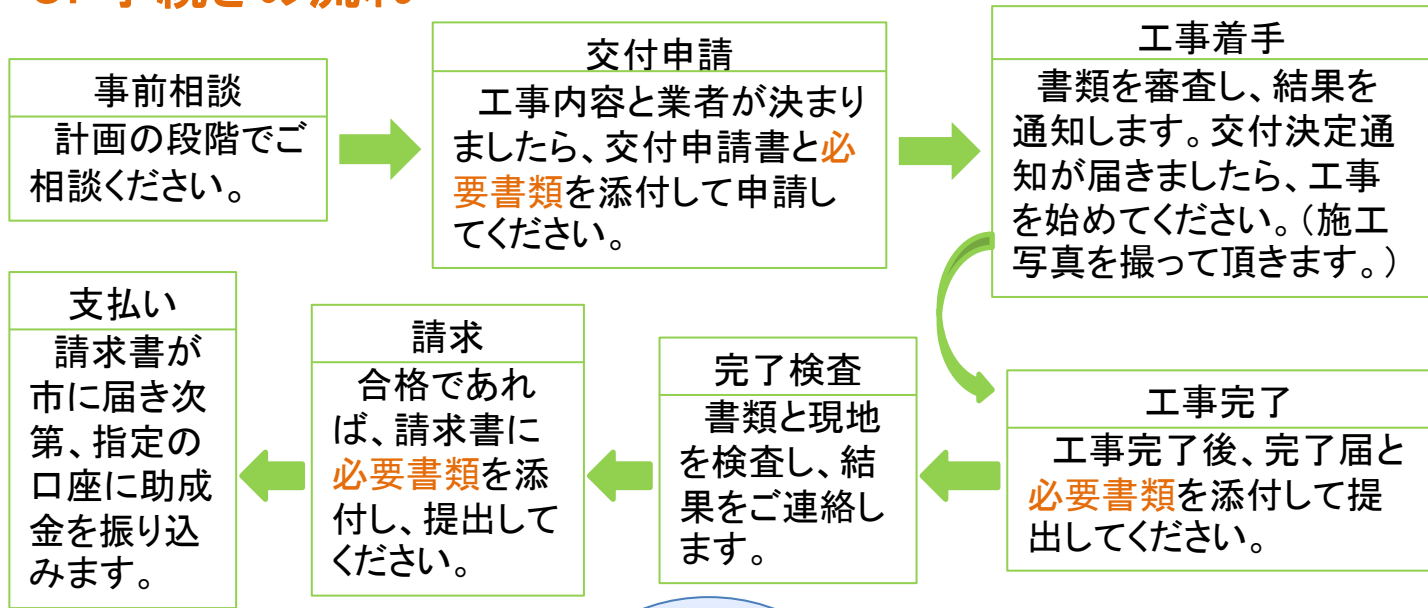 手続きの流れ
事前相談
計画の段階でご
相談ください。
交付申請
工事内容と業者が決まり
ましたら、交付申請書と必
要書類を添付して申請し
てください。
工事着手
書類を審査し、結果を
通知します。交付決定通
知が届きましたら、工事
を始めてください。（施工
写真を撮って頂きます。）
工事完了
工事完了後、完了届と
必要書類を添付して提
出してください。
完了検査
書類と現地
を検査し、結
果をご連絡し
ます。
請求
合格であれ
ば、請求書に
必要書類を添
付し、提出して
ください。
支払い
請求書が
市に届き次
第、指定の
口座に助成
金を振り込
みます。